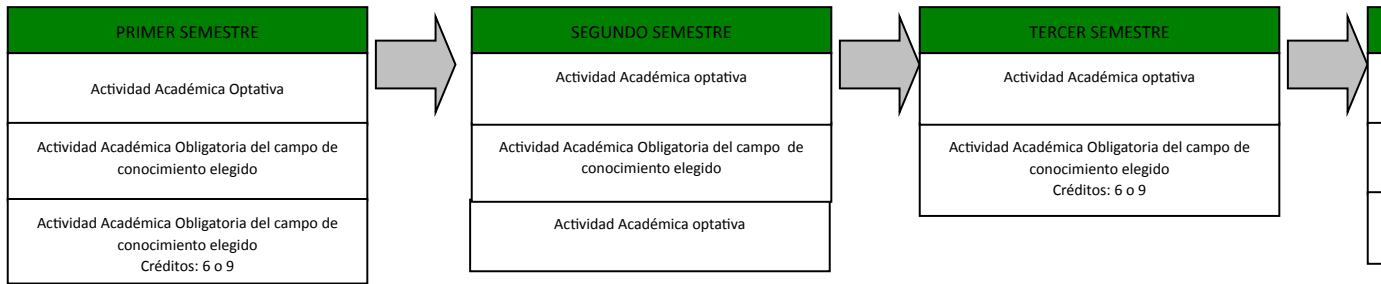 PRIMER SEMESTRE
Actividad Académica Optativa
Actividad Académica Obligatoria del campo de
conocimiento elegido
Actividad Académica Obligatoria del campo de
conocimiento elegido
Créditos: 6 o 9
SEGUNDO SEMESTRE
Actividad Académica optativa
Actividad Académica Obligatoria del campo de
conocimiento elegido
Actividad Académica optativa
TERCER SEMESTRE
Actividad Académica optativa
Actividad Académica Obligatoria del campo de
conocimiento elegido
Créditos: 6 o 9